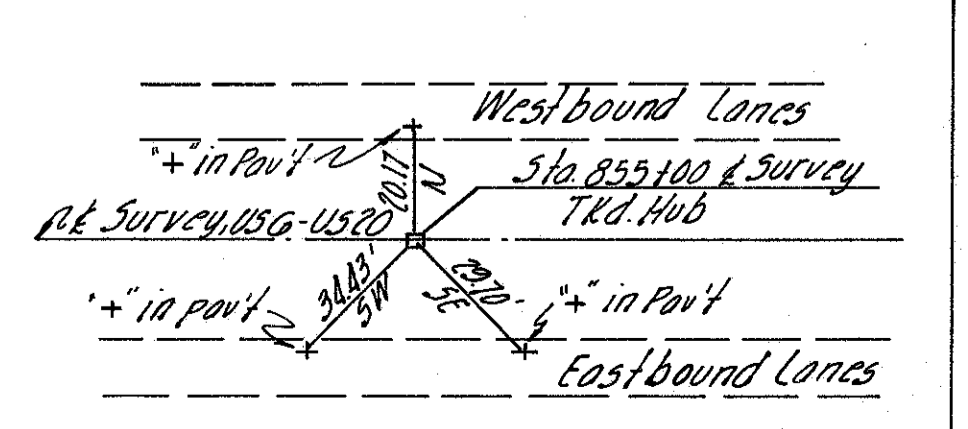 Westbound Lanes
"+" in Pav't
20.17
N
Sta. 855+00 ℄ Survey
TKd. Hub
℄ Survey, US6-US20
34.43'
SW
29.70
SE
"+" in pav't
"+" in Pav't
Eastbound Lanes